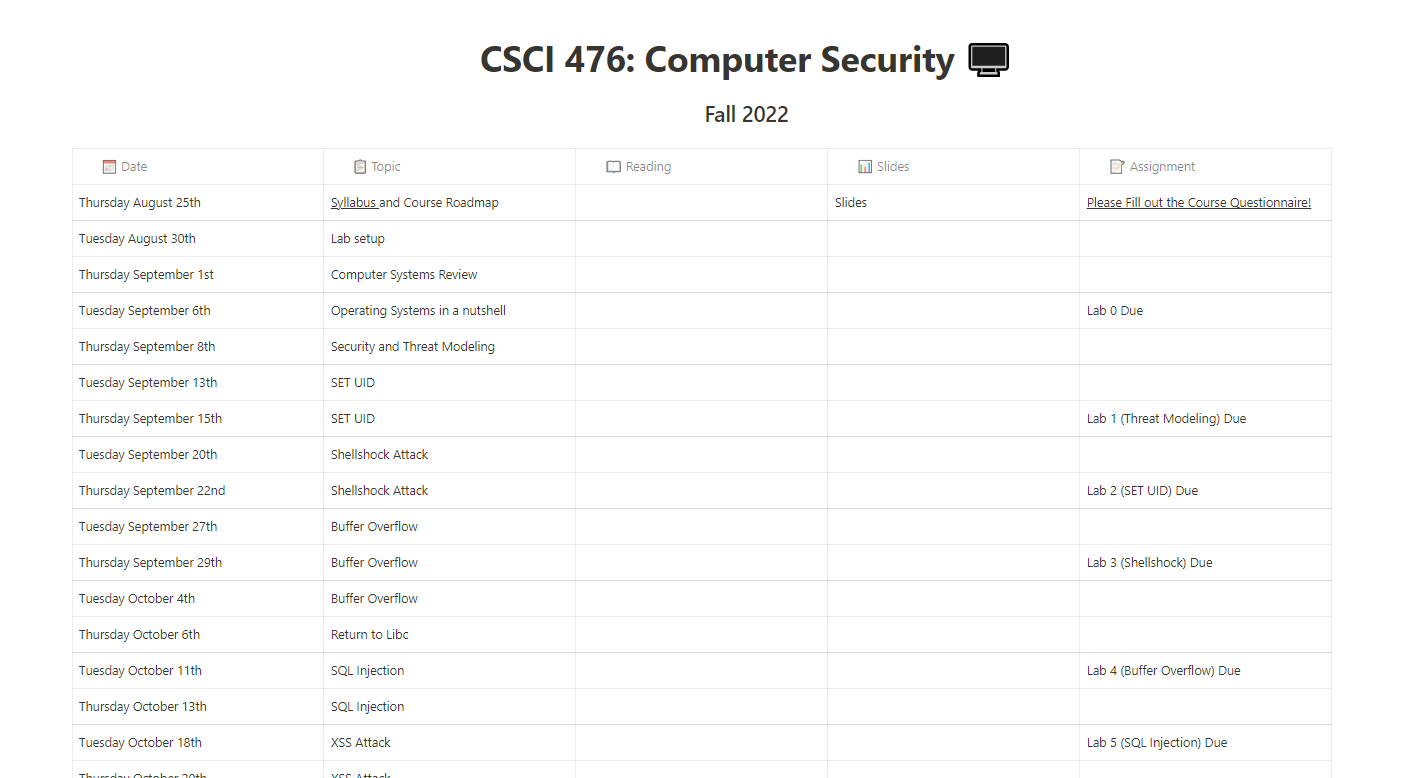 CSCI 476: Computer Security
Fall 2022
Date Topic Reading Slides Assignment
Thursday August 25th Syllabus and Course Roadmap Slides Please Fill out the Course Questionnaire!
Tuesday August 30th Lab setup
Thursday September 1st Computer Systems Review
Tuesday September 6th Operating Systems in a nutshell Lab 0 Due
Thursday September 8th Security and Threat Modeling
Tuesday September 13th SET UID
Thursday September 15th SET UID Lab 1 (Threat Modeling) Due
Tuesday September 20th Shellshock Attack
Thursday September 22nd Shellshock Attack Lab 2 (SET UID) Due
Tuesday September 27th Buffer Overflow
Thursday September 29th Buffer Overflow Lab 3 (Shellshock) Due
Tuesday October 4th Buffer Overflow
Thursday October 6th Return to Libc
Tuesday October 11th SQL Injection Lab 4 (Buffer Overflow) Due
Thursday October 13th SQL Injection
Tuesday October 18th XSS Attack Lab 5 (SQL Injection) Due
Thursday October 20th XSS Attack